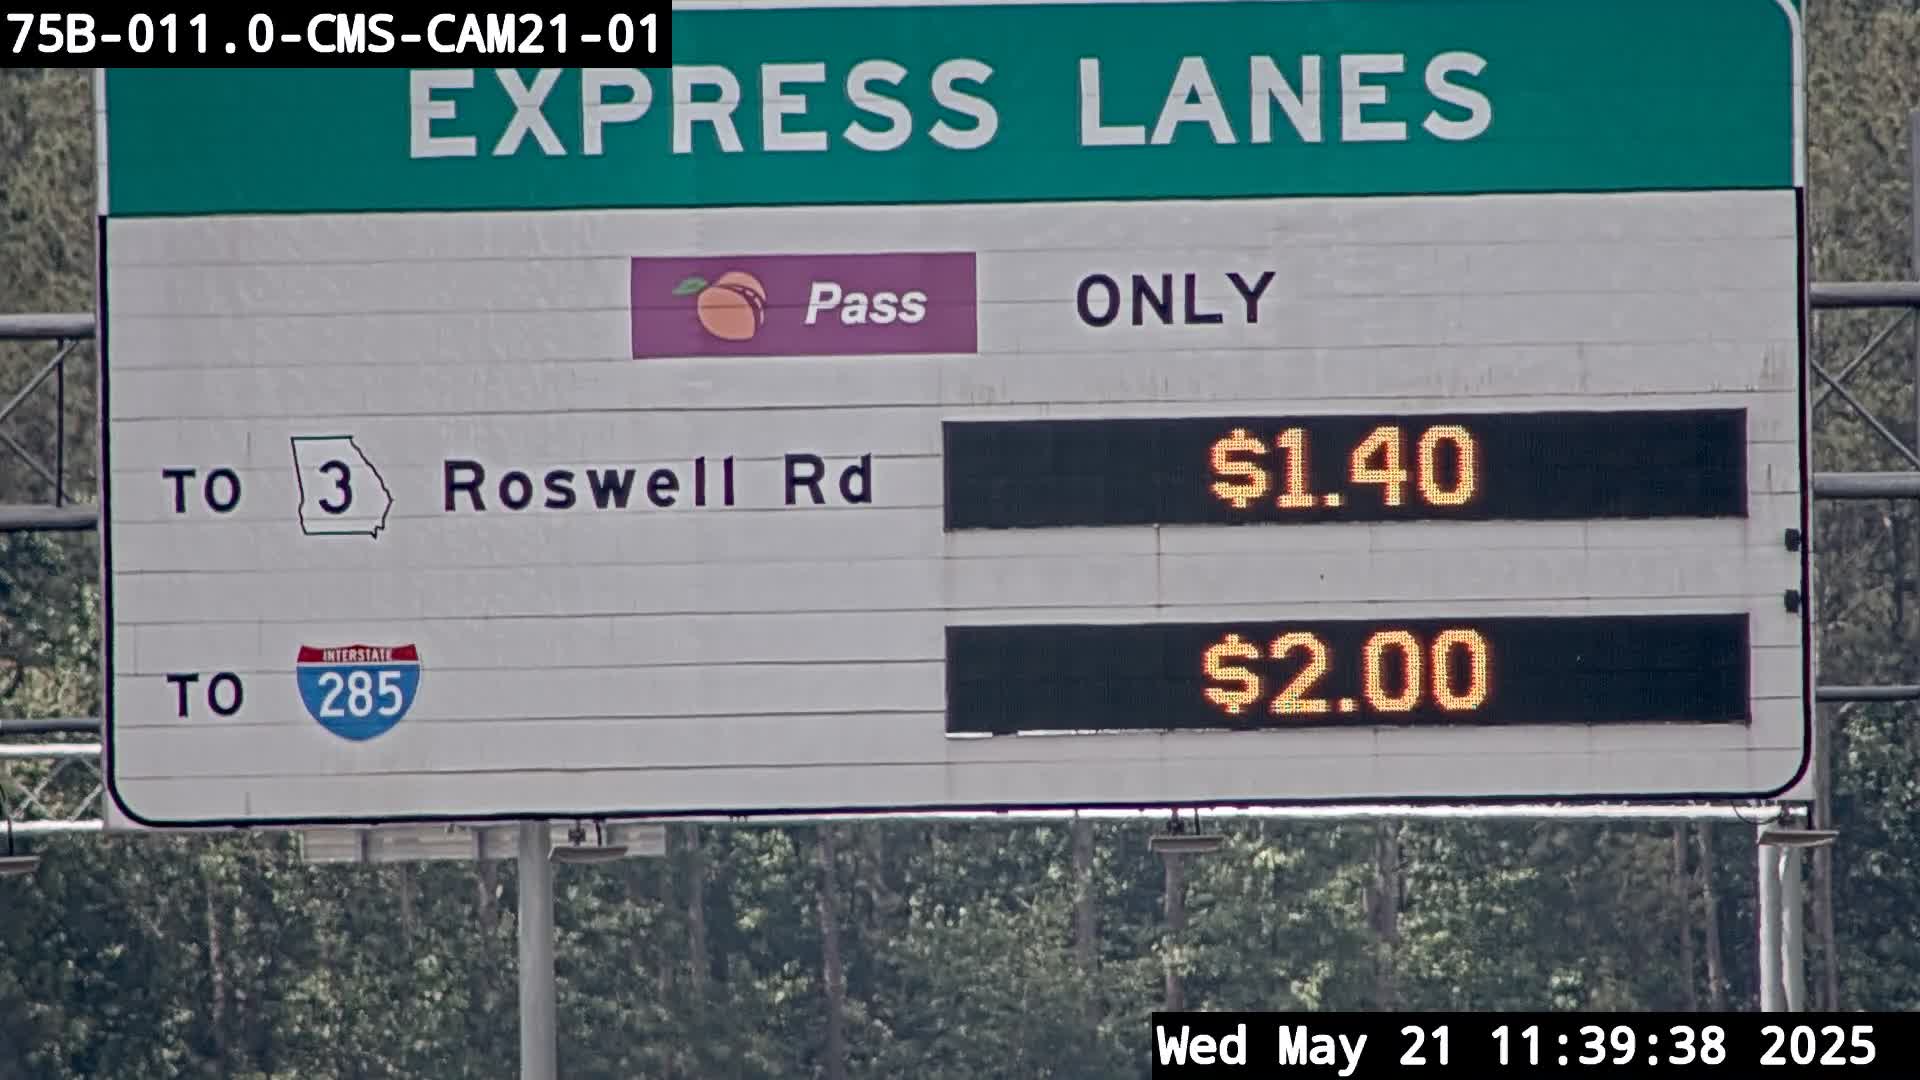 75B-011.0-CMS-CAM21-01
EXPRESS LANES
Pass ONLY
TO 3 Roswell Rd $1.40
INTERSTATE
TO 285 $2.00
Wed May 21 11:39:38 2025